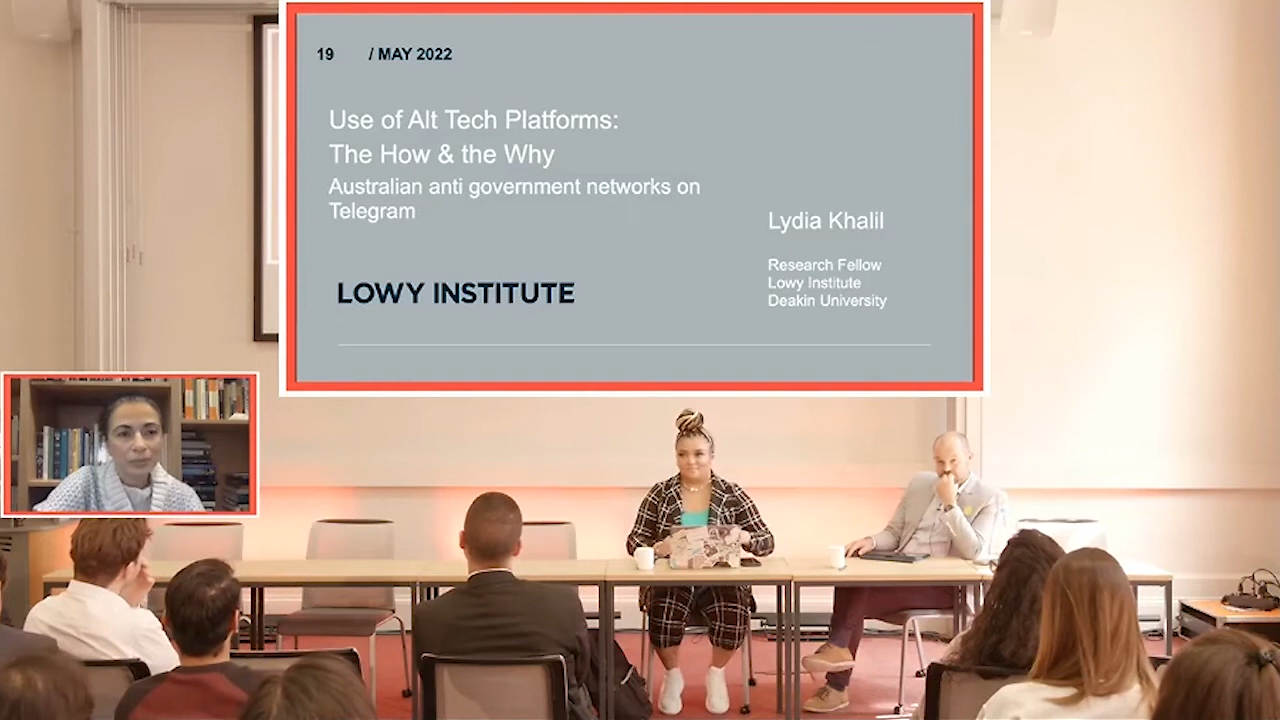 19 / MAY 2022
Use of Alt Tech Platforms:
The How & the Why
Australian anti government networks on
Telegram
Lydia Khalil
Research Fellow
Lowy Institute
Deakin University
LOWY INSTITUTE